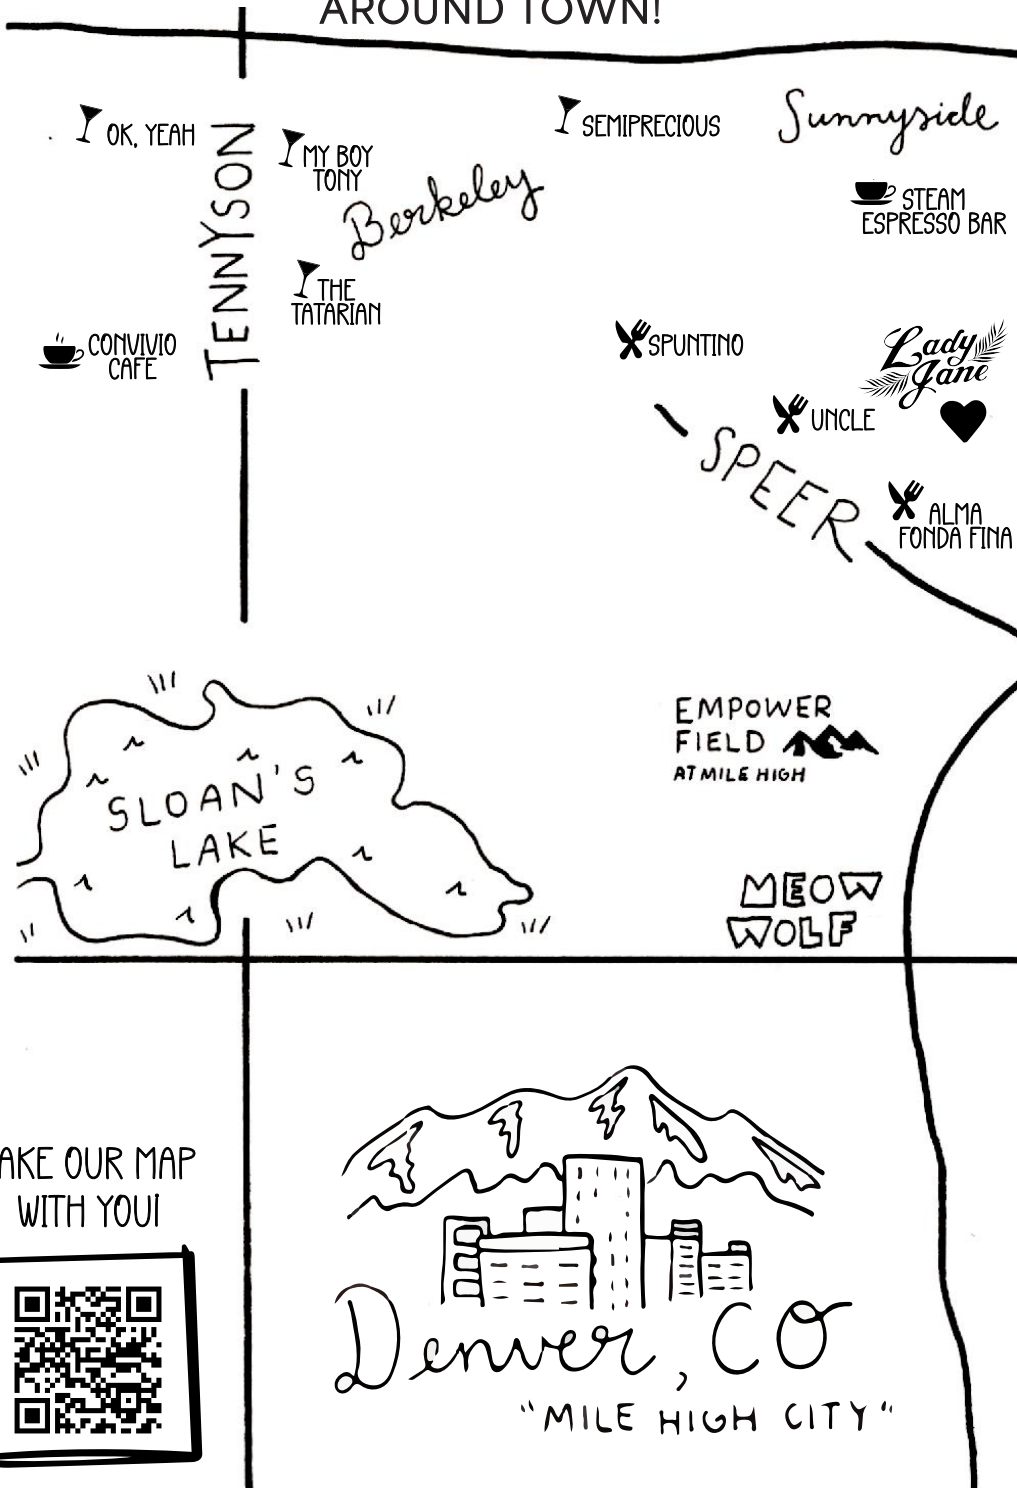 AROUND TOWN!
OK, YEAH
TENNYSON
MY BOY
TONY
Berkeley
SEMIPRECIOUS
Sunnyside
STEAM
ESPRESSO BAR
THE
TATARIAN
CONVIVIO
CAFE
SPUNTINO
Lady
Jane
UNCLE
SPEER
ALMA
FONDA FINA
SLOAN'S
LAKE
EMPOWER
FIELD
AT MILE HIGH
MEOW
WOLF
AKE OUR MAP
WITH YOU!
Denver, CO
"MILE HIGH CITY"